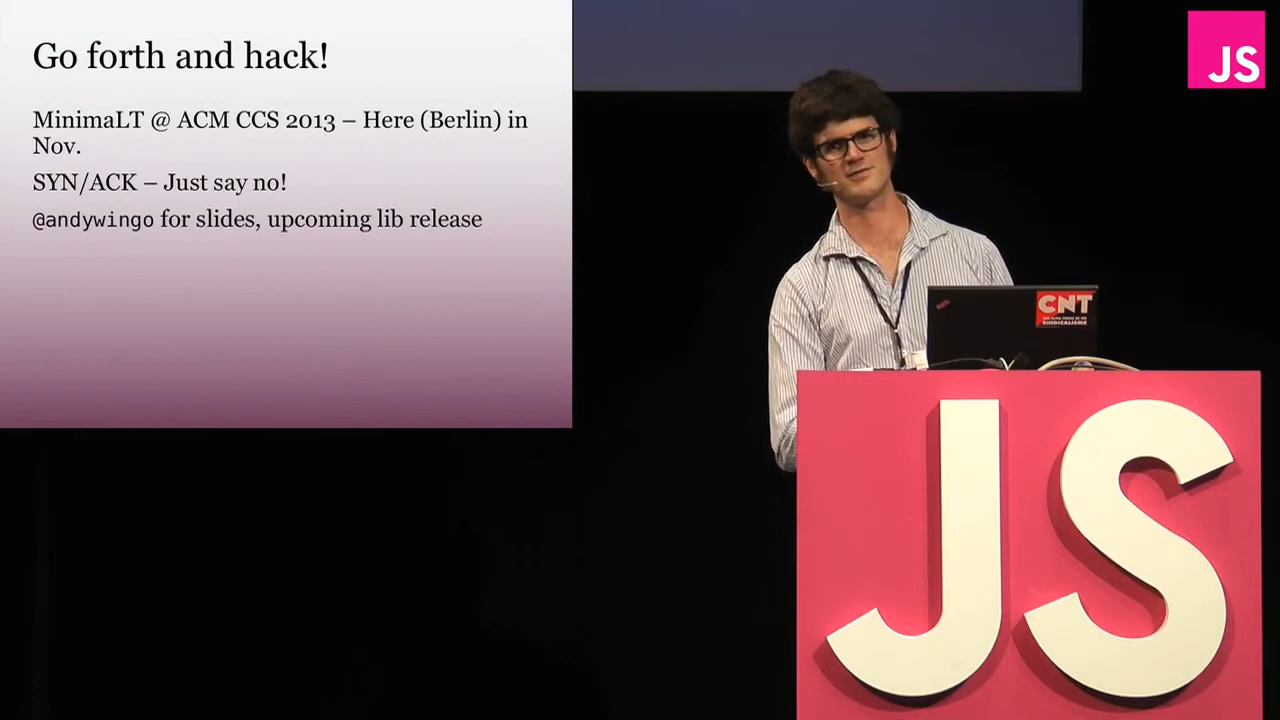 Go forth and hack!
MinimaLT @ ACM CCS 2013 – Here (Berlin) in
Nov.
SYN/ACK – Just say no!
@andywingo for slides, upcoming lib release
JS
CNT
SINDICALISME
JS